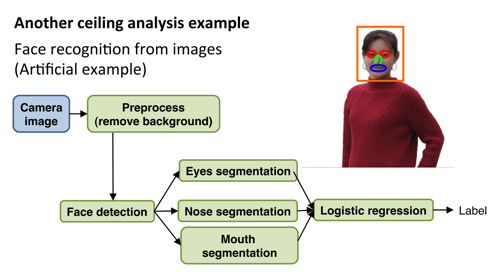 Another ceiling analysis example
Face recognition from images
(Artificial example)
Camera
image
Preprocess
(remove background)
Eyes segmentation
Face detection
Nose segmentation
Logistic regression
Label
Mouth
segmentation